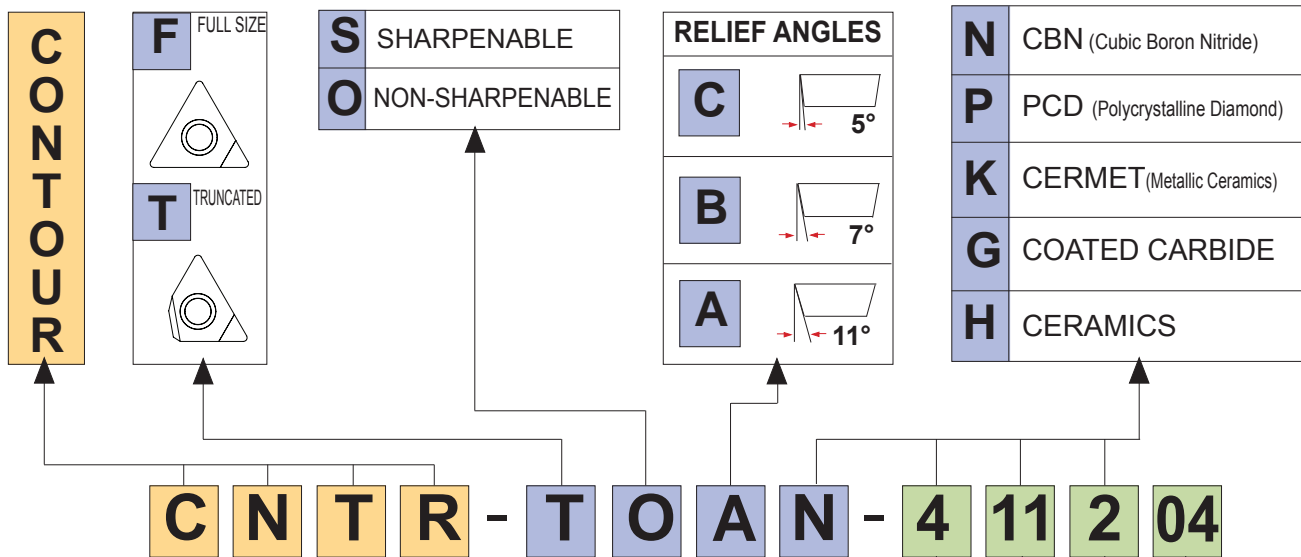 CONTOUR
F FULL SIZE
T TRUNCATED
S SHARPENABLE
O NON-SHARPENABLE
RELIEF ANGLES
C 5°
B 7°
A 11°
N CBN (Cubic Boron Nitride)
P PCD (Polycrystalline Diamond)
K CERMET(Metallic Ceramics)
G COATED CARBIDE
H CERAMICS
C N T R - T O A N - 4 11 2 04